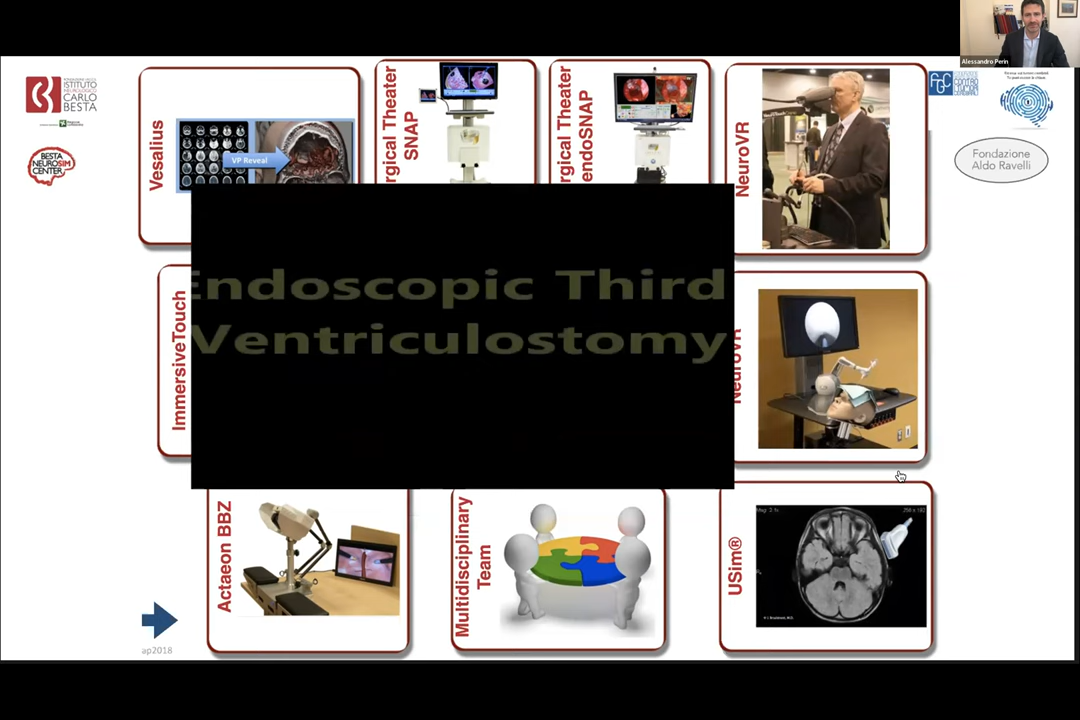 Alessandro Perin
ISTITUTO
NEUROLOGICO
CARLO
BESTA
BESTA
NEUROSIM
CENTER
Vesalius
VP Reveal
rgical Theater
SNAP
rgical Theater
endoSNAP
NeuroVR
Fondazione
Aldo Ravelli
ImmersiveTouch
Endoscopic Third
Ventriculostomy
NeuroVR
Actaeon BBZ
Multidisciplinary
Team
USim®
ap2018